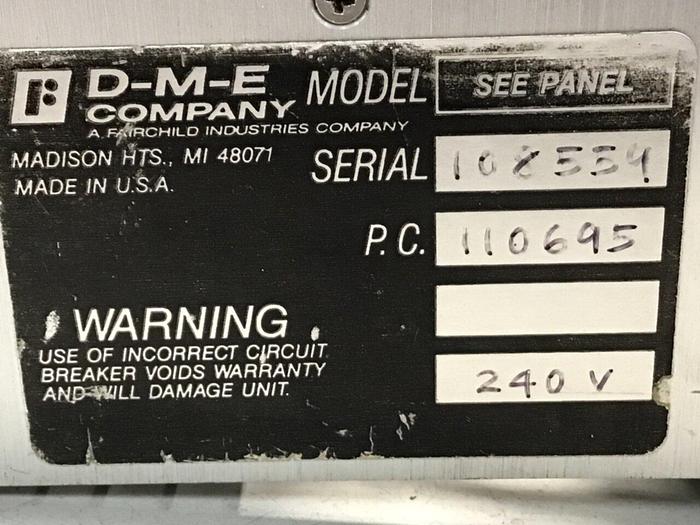 D-M-E
COMPANY
A FAIRCHILD INDUSTRIES COMPANY
MADISON HTS., MI 48071
MADE IN U.S.A.
MODEL SEE PANEL
SERIAL 108554
P.C. 110695
240 V
WARNING
USE OF INCORRECT CIRCUIT
BREAKER VOIDS WARRANTY
AND WILL DAMAGE UNIT.